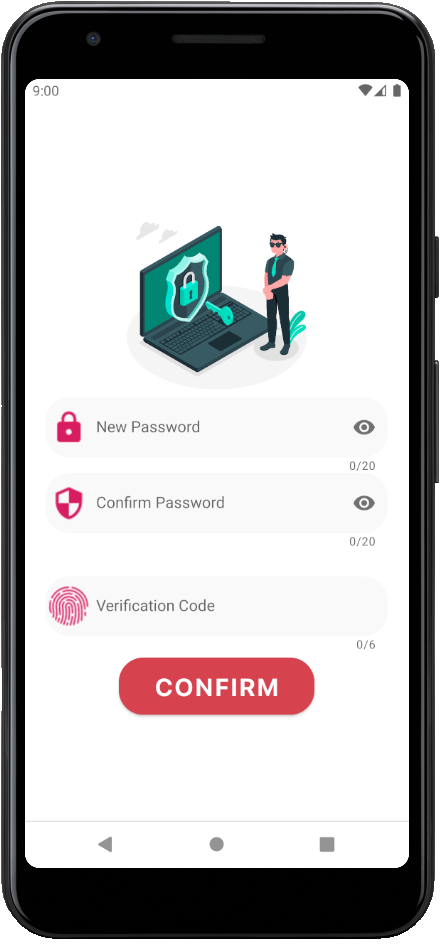 9:00
New Password
0/20
Confirm Password
0/20
Verification Code
0/6
CONFIRM